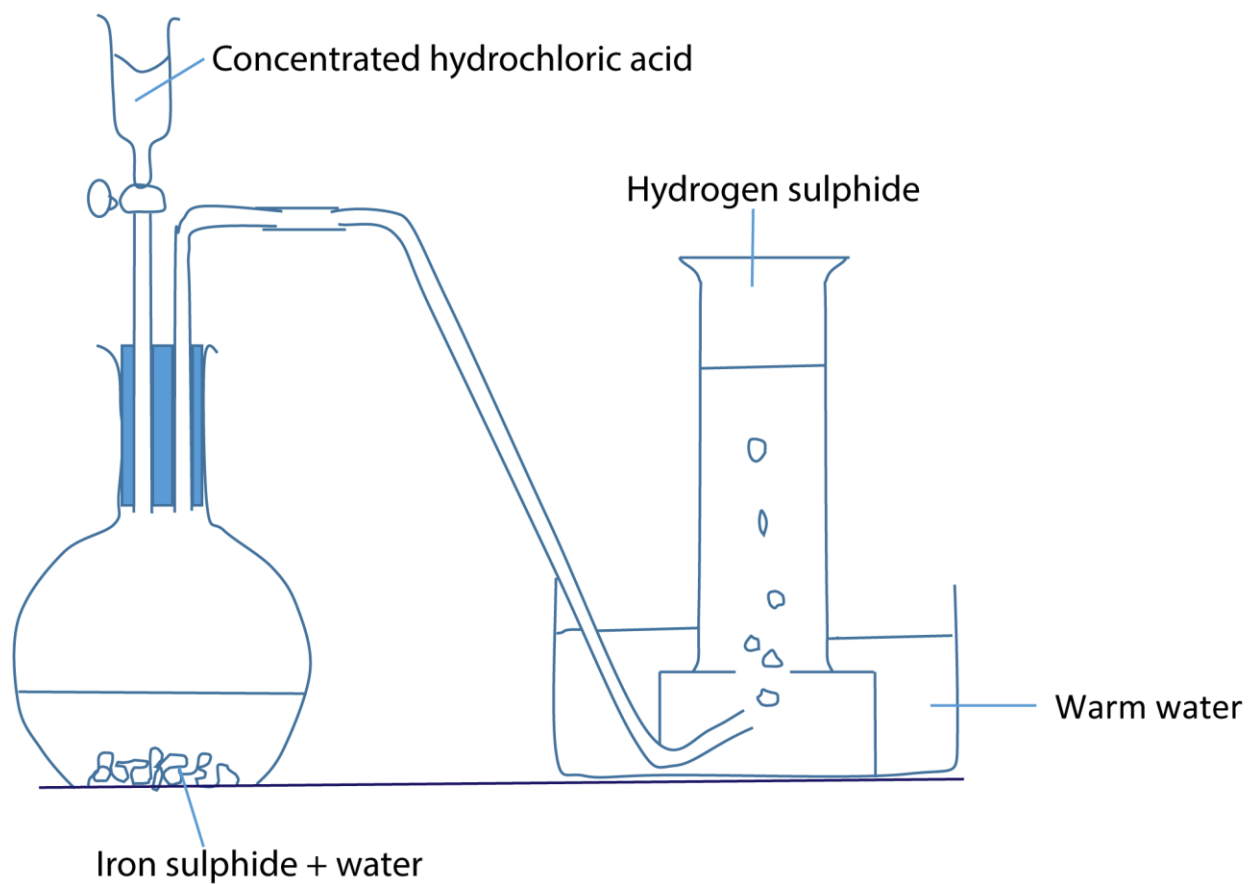 Concentrated hydrochloric acid
Hydrogen sulphide
Warm water
Iron sulphide + water